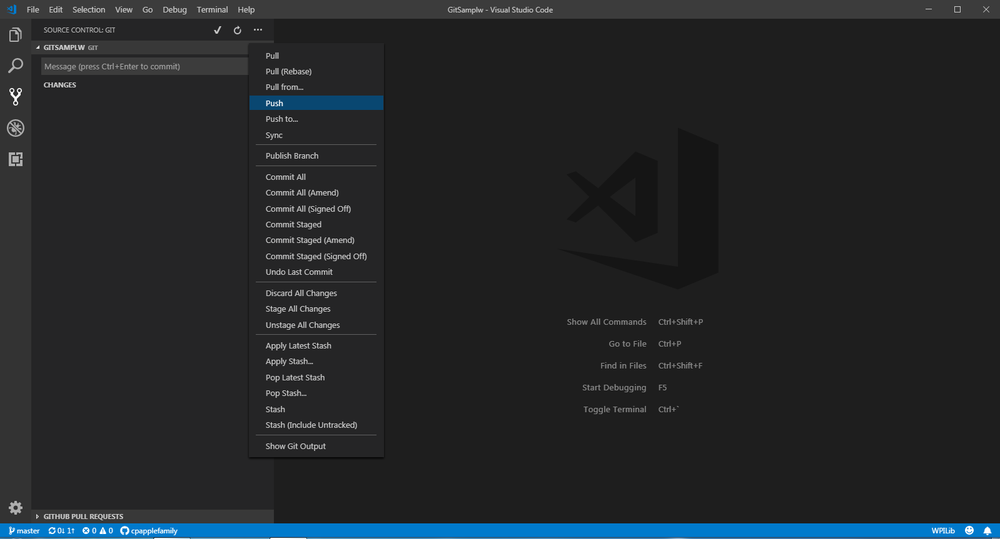 File Edit Selection View Go Debug Terminal Help GitSamplw - Visual Studio Code
SOURCE CONTROL: GIT
GITSAMPLW GIT
Message (press Ctrl+Enter to commit)
CHANGES
Pull
Pull (Rebase)
Pull from...
Push
Push to...
Sync
Publish Branch
Commit All
Commit All (Amend)
Commit All (Signed Off)
Commit Staged
Commit Staged (Amend)
Commit Staged (Signed Off)
Undo Last Commit
Discard All Changes
Stage All Changes
Unstage All Changes
Apply Latest Stash
Apply Stash...
Pop Latest Stash
Pop Stash...
Stash
Stash (Include Untracked)
Show Git Output
Show All Commands Ctrl+Shift+P
Go to File Ctrl+P
Find in Files Ctrl+Shift+F
Start Debugging F5
Toggle Terminal Ctrl+`
GITHUB PULL REQUESTS
master 0↓ 1↑ 0 0 cpapplefamily WPILib